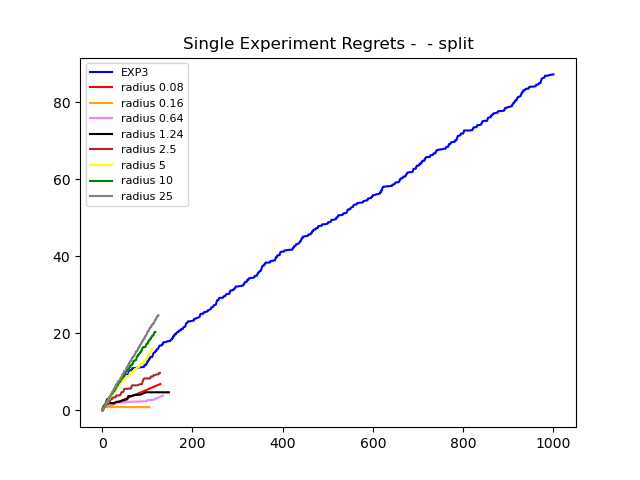 Single Experiment Regrets -  - split
EXP3
radius 0.08
radius 0.16
radius 0.64
radius 1.24
radius 2.5
radius 5
radius 10
radius 25
80
60
40
20
0
0 200 400 600 800 1000